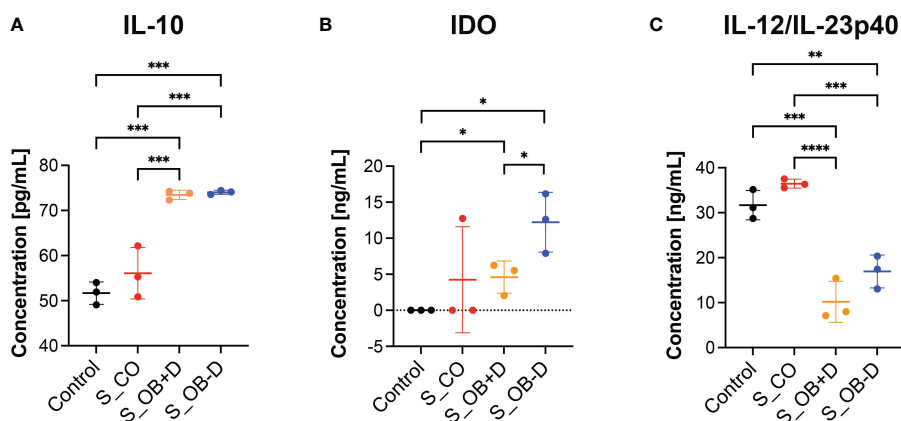 A IL-10
***
***
***
***
Concentration [pg/mL]
80
70
60
50
40
Control
S_CO
S_OB+D
S_OB-D
B IDO
*
*
*
Concentration [ng/mL]
20
15
10
5
0
-5
Control
S_CO
S_OB+D
S_OB-D
C IL-12/IL-23p40
**
***
***
****
Concentration [ng/mL]
40
30
20
10
0
Control
S_CO
S_OB+D
S_OB-D